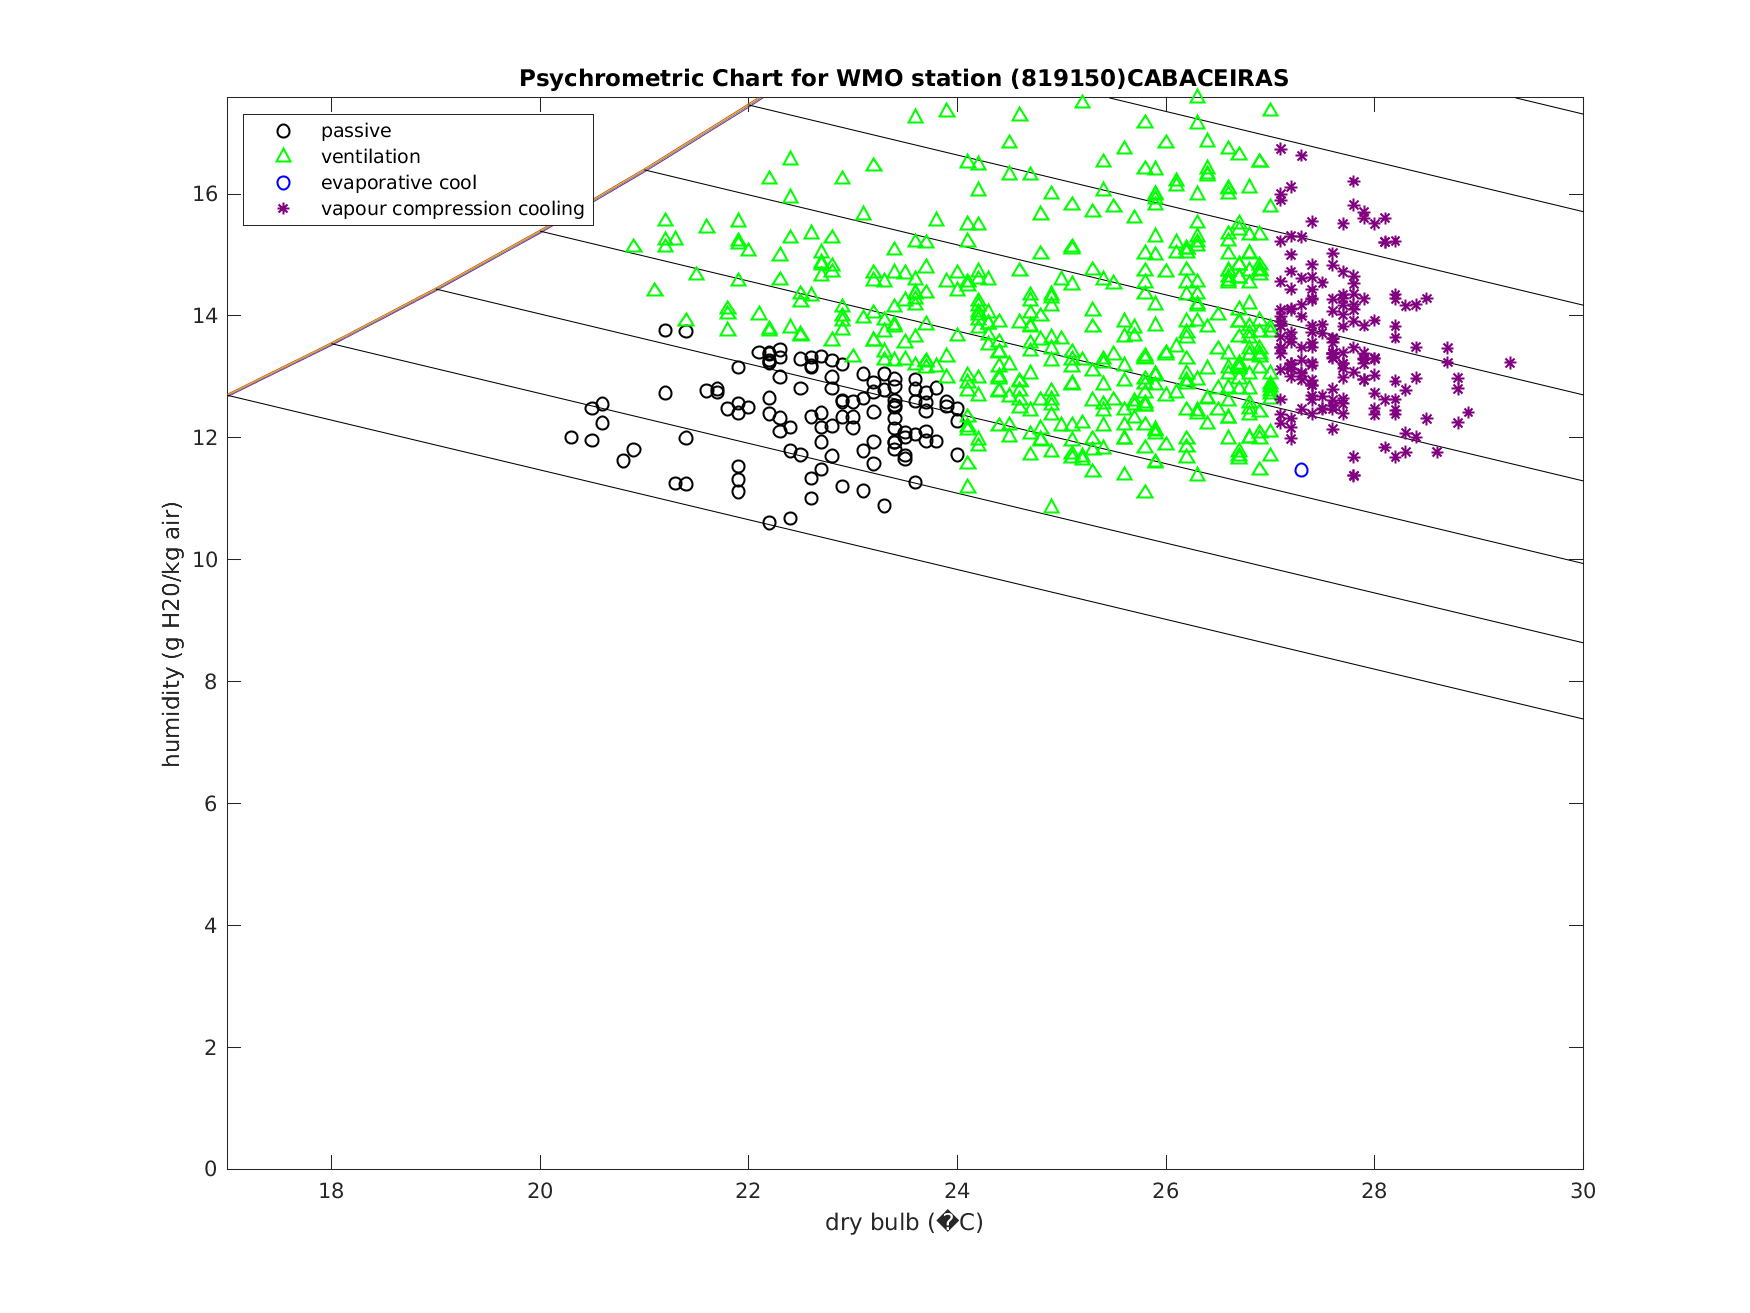 Psychrometric Chart for WMO station (819150)CABACEIRAS
passive
ventilation
evaporative cool
vapour compression cooling
humidity (g H20/kg air)
16
14
12
10
8
6
4
2
0
18 20 22 24 26 28 30
dry bulb (�C)